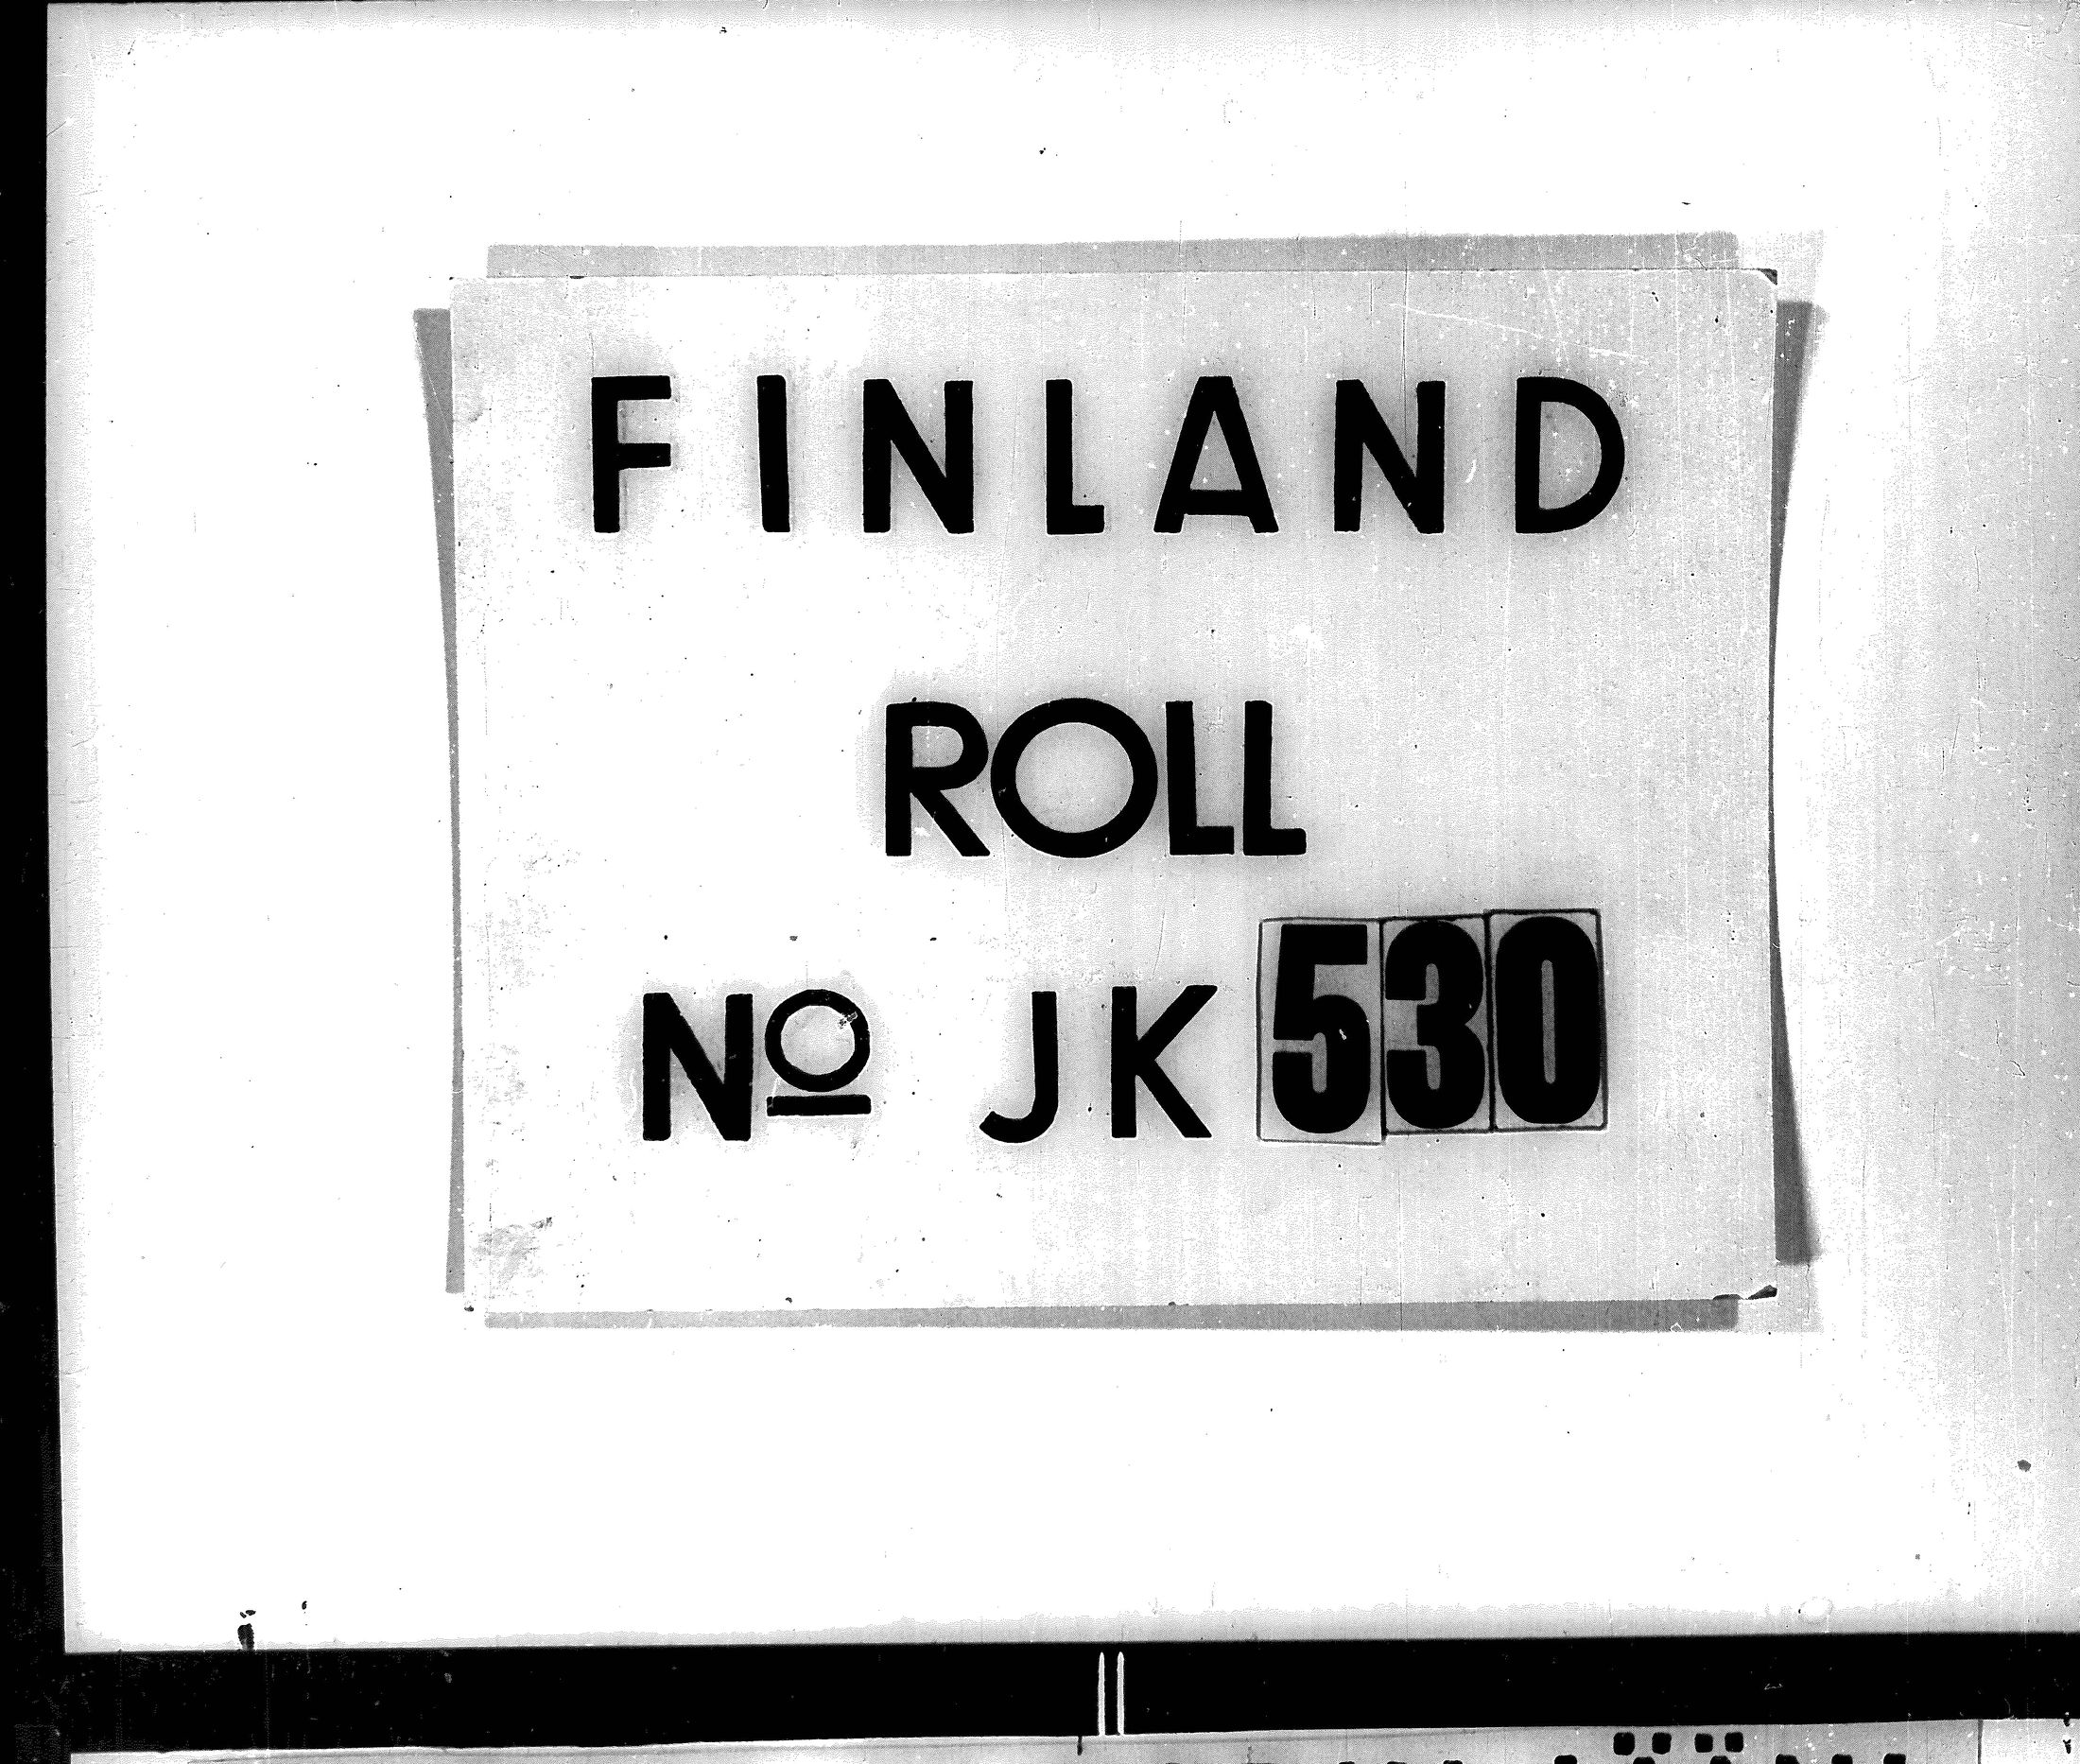 FINLAND
ROLL
Nº JK 530